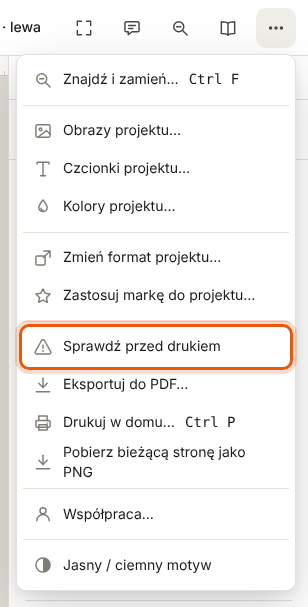 · lewa
Znajdź i zamień... Ctrl F
Obrazy projektu...
Czcionki projektu...
Kolory projektu...
Zmień format projektu...
Zastosuj markę do projektu...
Sprawdź przed drukiem
Eksportuj do PDF...
Drukuj w domu... Ctrl P
Pobierz bieżącą stronę jako
PNG
Współpraca...
Jasny / ciemny motyw